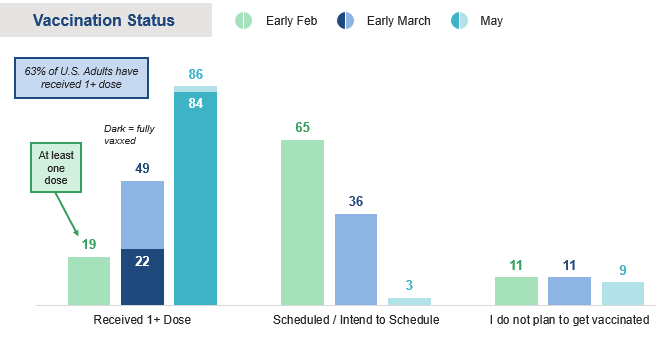 Vaccination Status
Early Feb
Early March
May
63% of U.S. Adults have
received 1+ dose
Dark = fully
vaxxed
At least
one
dose
19
49
22
86
84
65
36
3
11
11
9
Received 1+ Dose
Scheduled / Intend to Schedule
I do not plan to get vaccinated